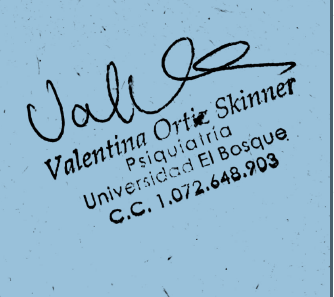 Valentina Ortiz Skinner
Psiquiatría
Universidad El Bosque
C.C. 1.072.648.903